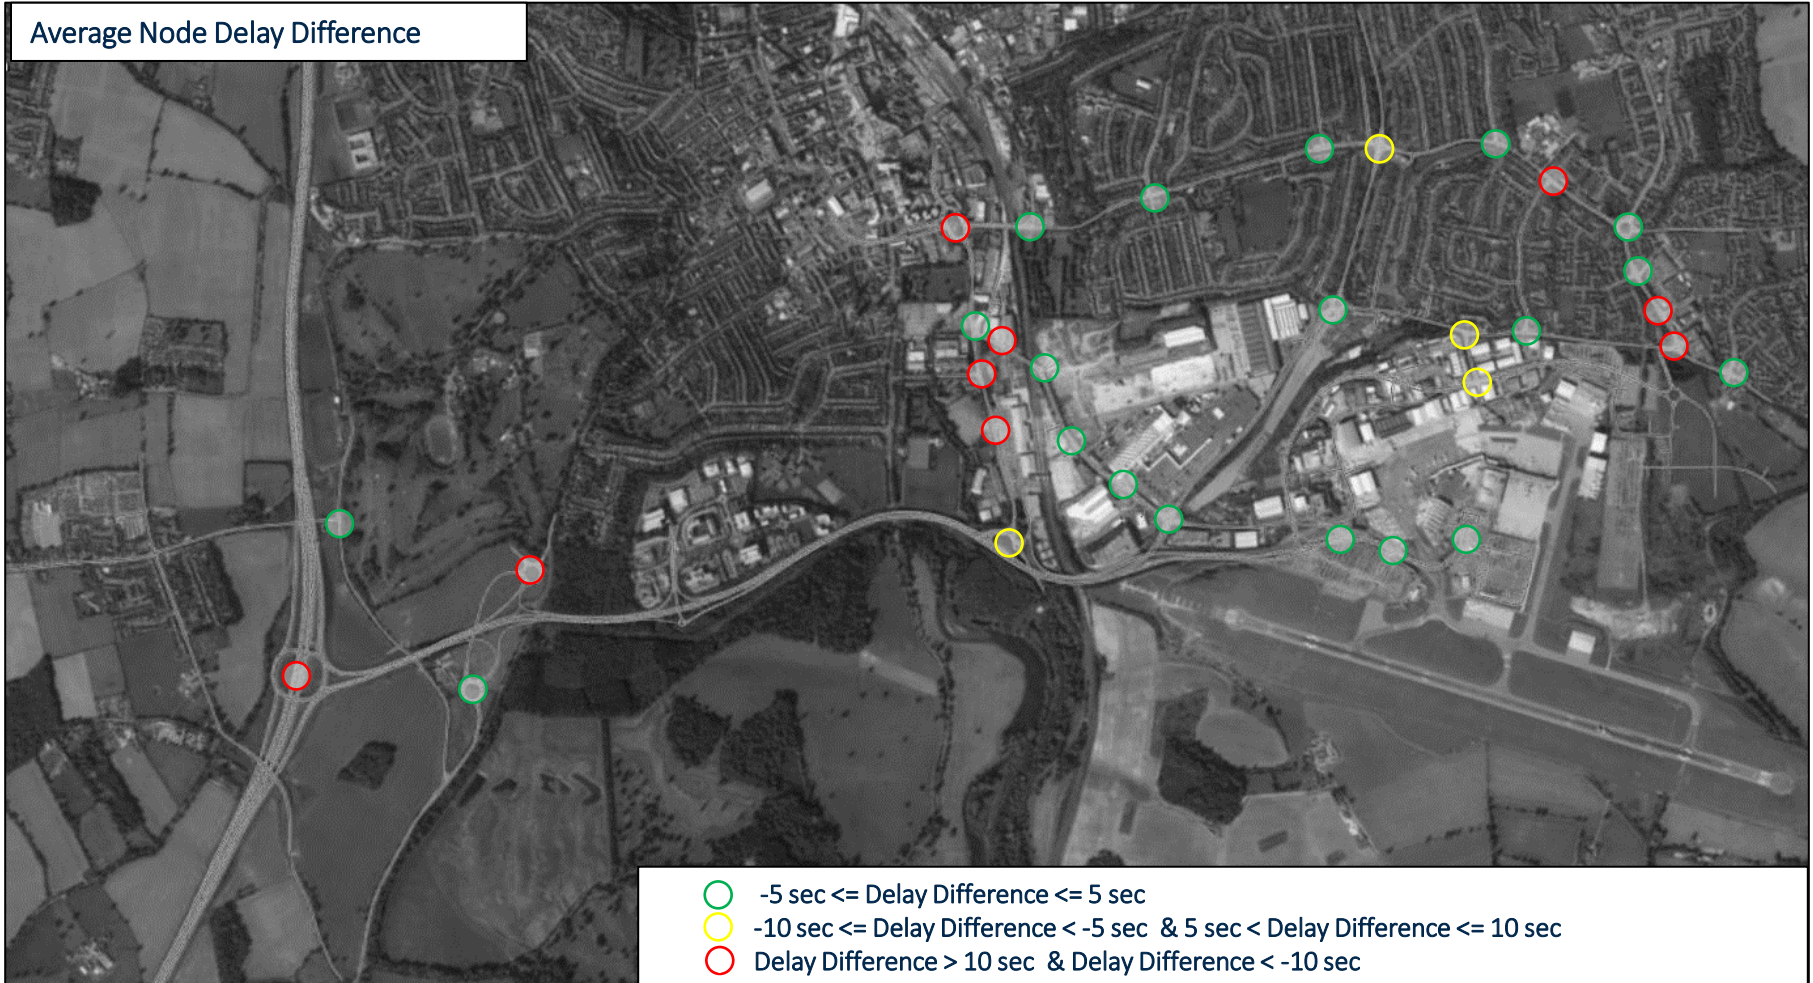 Average Node Delay Difference
-5 sec <= Delay Difference <= 5 sec
-10 sec <= Delay Difference < -5 sec & 5 sec < Delay Difference <= 10 sec
Delay Difference > 10 sec & Delay Difference < -10 sec